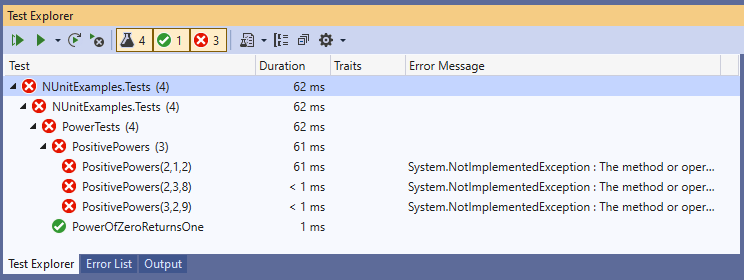 Test Explorer
4 1 3
Test Duration Traits Error Message
NUnitExamples.Tests (4) 62 ms
NUnitExamples.Tests (4) 62 ms
PowerTests (4) 62 ms
PositivePowers (3) 61 ms
PositivePowers(2,1,2) 61 ms System.NotImplementedException : The method or oper...
PositivePowers(2,3,8) < 1 ms System.NotImplementedException : The method or oper...
PositivePowers(3,2,9) < 1 ms System.NotImplementedException : The method or oper...
PowerOfZeroReturnsOne 1 ms
Test Explorer Error List Output